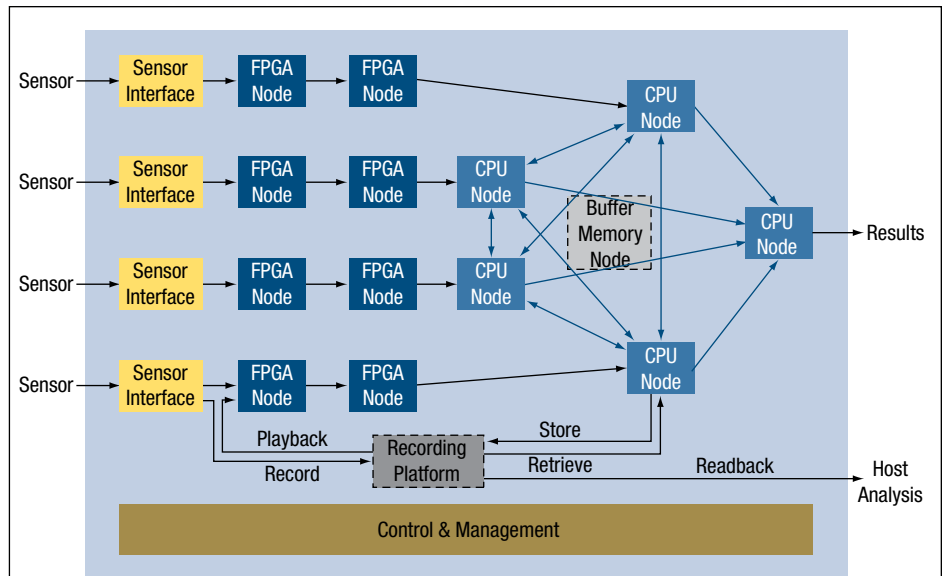 Sensor
Sensor
Interface
FPGA
Node
FPGA
Node
CPU
Node
Sensor
Sensor
Interface
FPGA
Node
FPGA
Node
CPU
Node
Buffer
Memory
Node
CPU
Node
Results
Sensor
Sensor
Interface
FPGA
Node
FPGA
Node
CPU
Node
Sensor
Sensor
Interface
FPGA
Node
FPGA
Node
CPU
Node
Playback
Record
Recording
Platform
Store
Retrieve
Readback
Host
Analysis
Control & Management